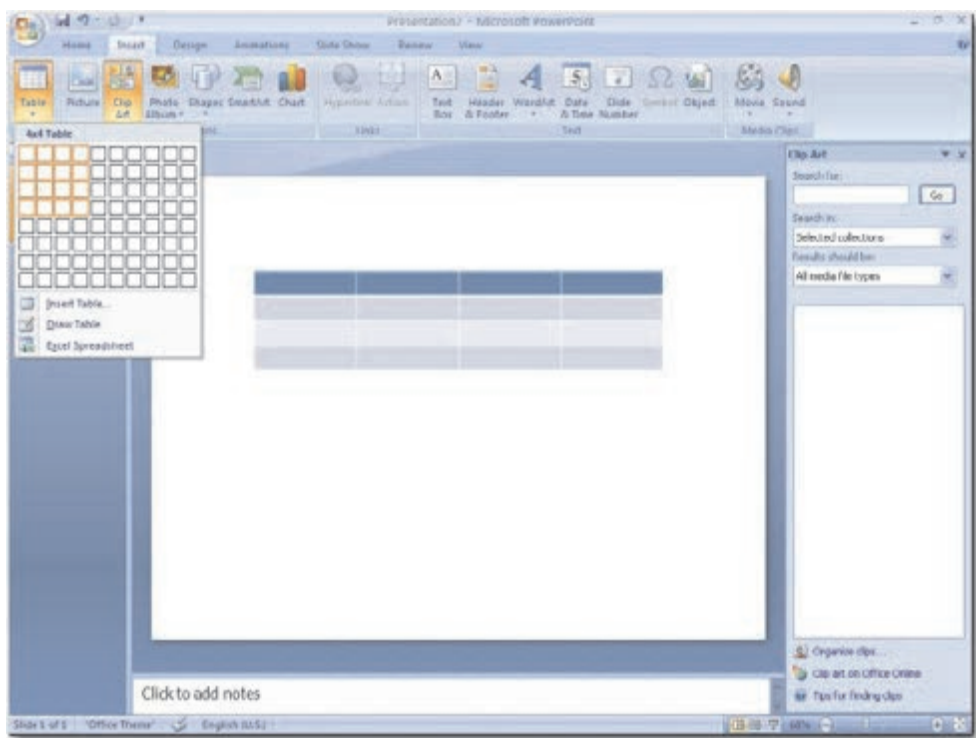 Presentation2 - Microsoft PowerPoint
Home Insert Design Animations Slide Show Review View
Table Picture Clip Art Photo Album Shapes SmartArt Chart Hyperlink Action Text Box Header & Footer WordArt Date & Time Slide Number Symbol Object Movie Sound
Links Text Media Clips
4x4 Table
Insert Table...
Draw Table
Excel Spreadsheet
Clip Art
Search for:
Go
Search in:
Selected collections
Results should be:
All media file types
Organize clips...
Clip art on Office Online
Tips for finding clips
Click to add notes
Slide 1 of 1 "Office Theme" English (U.S.) 68%